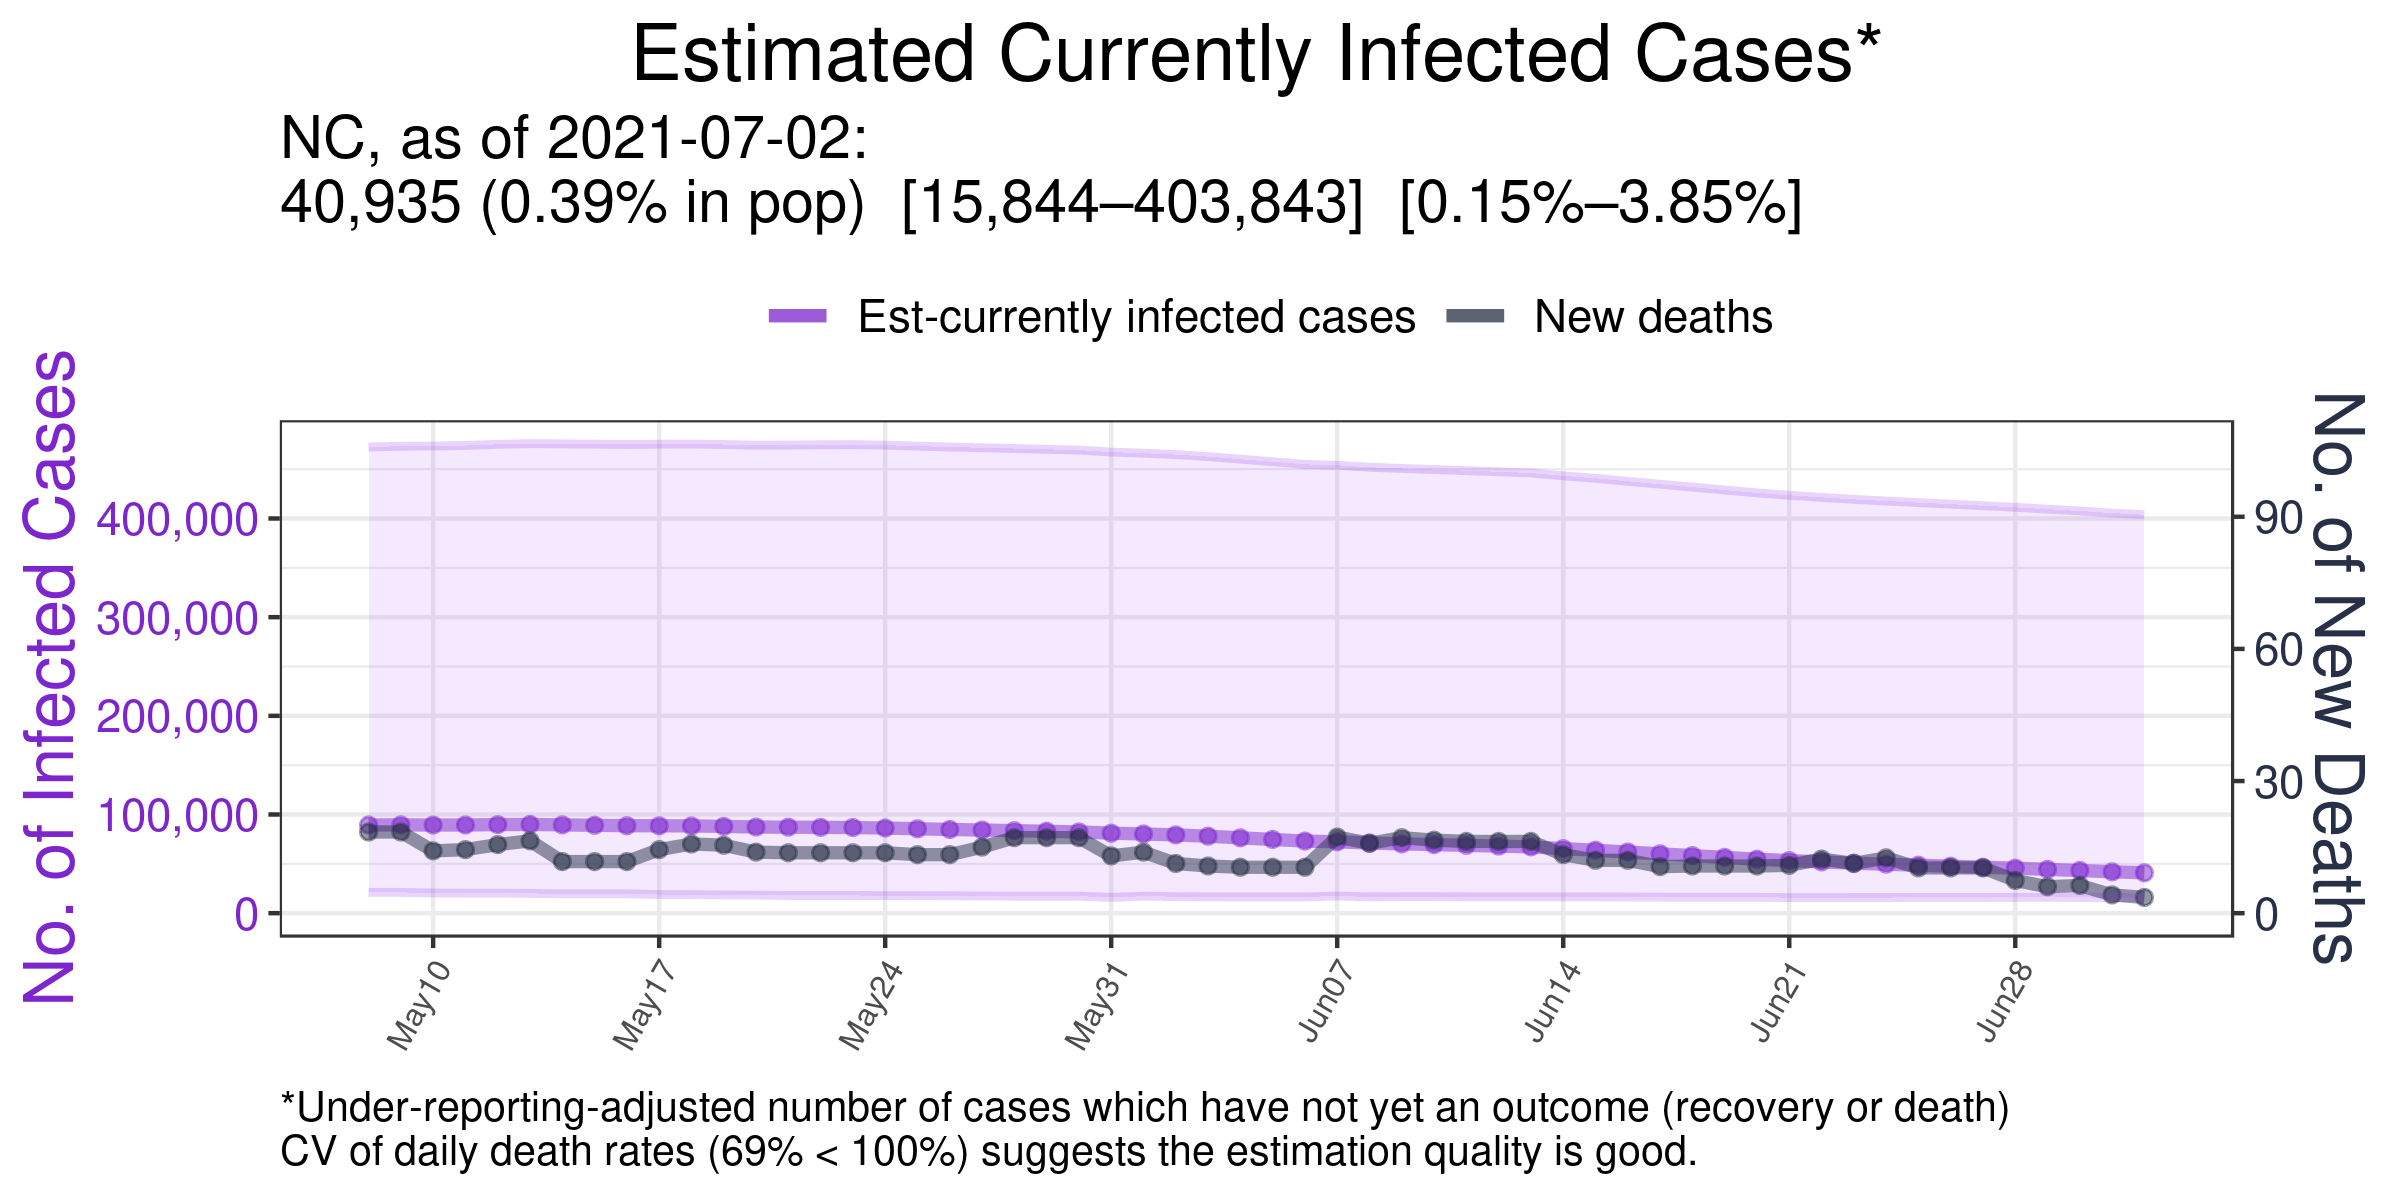 Estimated Currently Infected Cases*
NC, as of 2021-07-02:
40,935 (0.39% in pop) [15,844–403,843] [0.15%–3.85%]
Est-currently infected cases
New deaths
No. of Infected Cases
400,000
300,000
200,000
100,000
0
90
60
30
0
No. of New Deaths
May10
May17
May24
May31
Jun07
Jun14
Jun21
Jun28
*Under-reporting-adjusted number of cases which have not yet an outcome (recovery or death)
CV of daily death rates (69% < 100%) suggests the estimation quality is good.